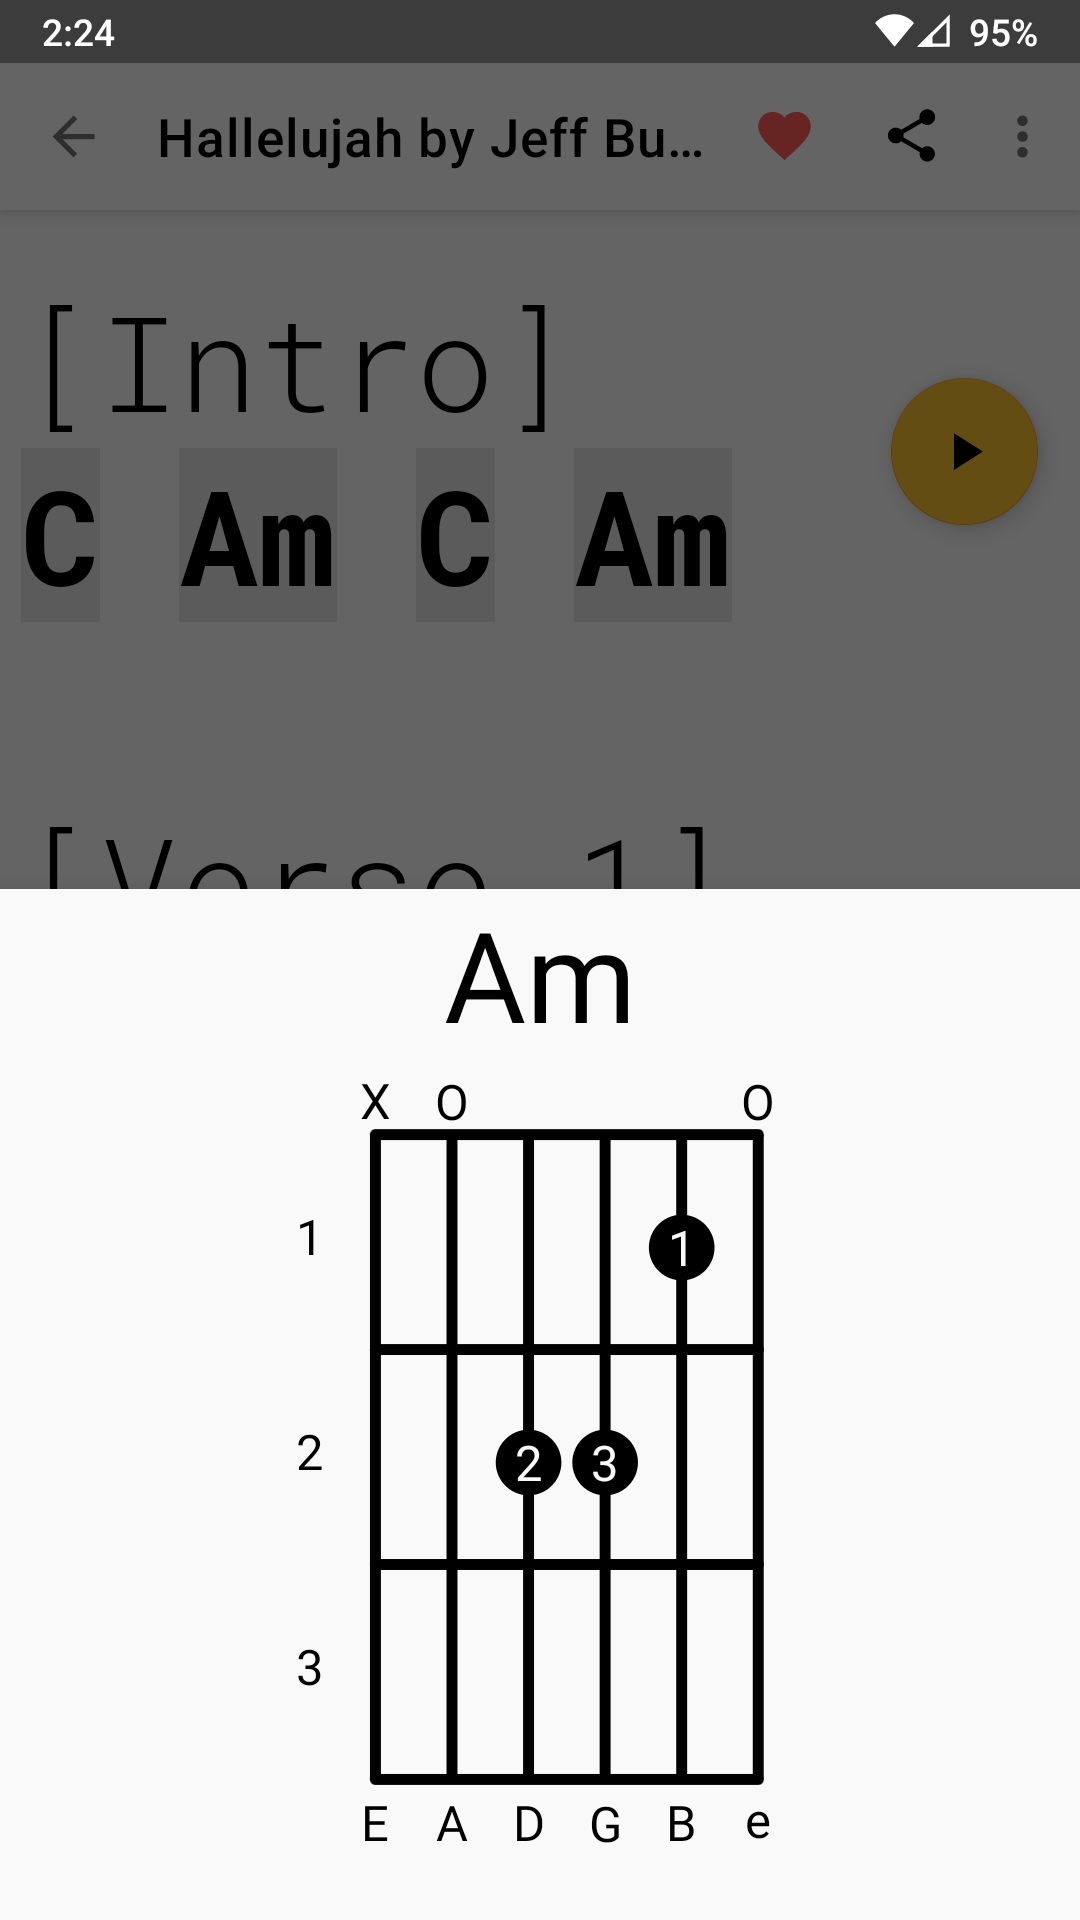 2:24 95%
Hallelujah by Jeff Bu...
[Intro]
C Am C Am
[Verse 1]
Am
X O O
1 1
2 2 3
3
E A D G B e